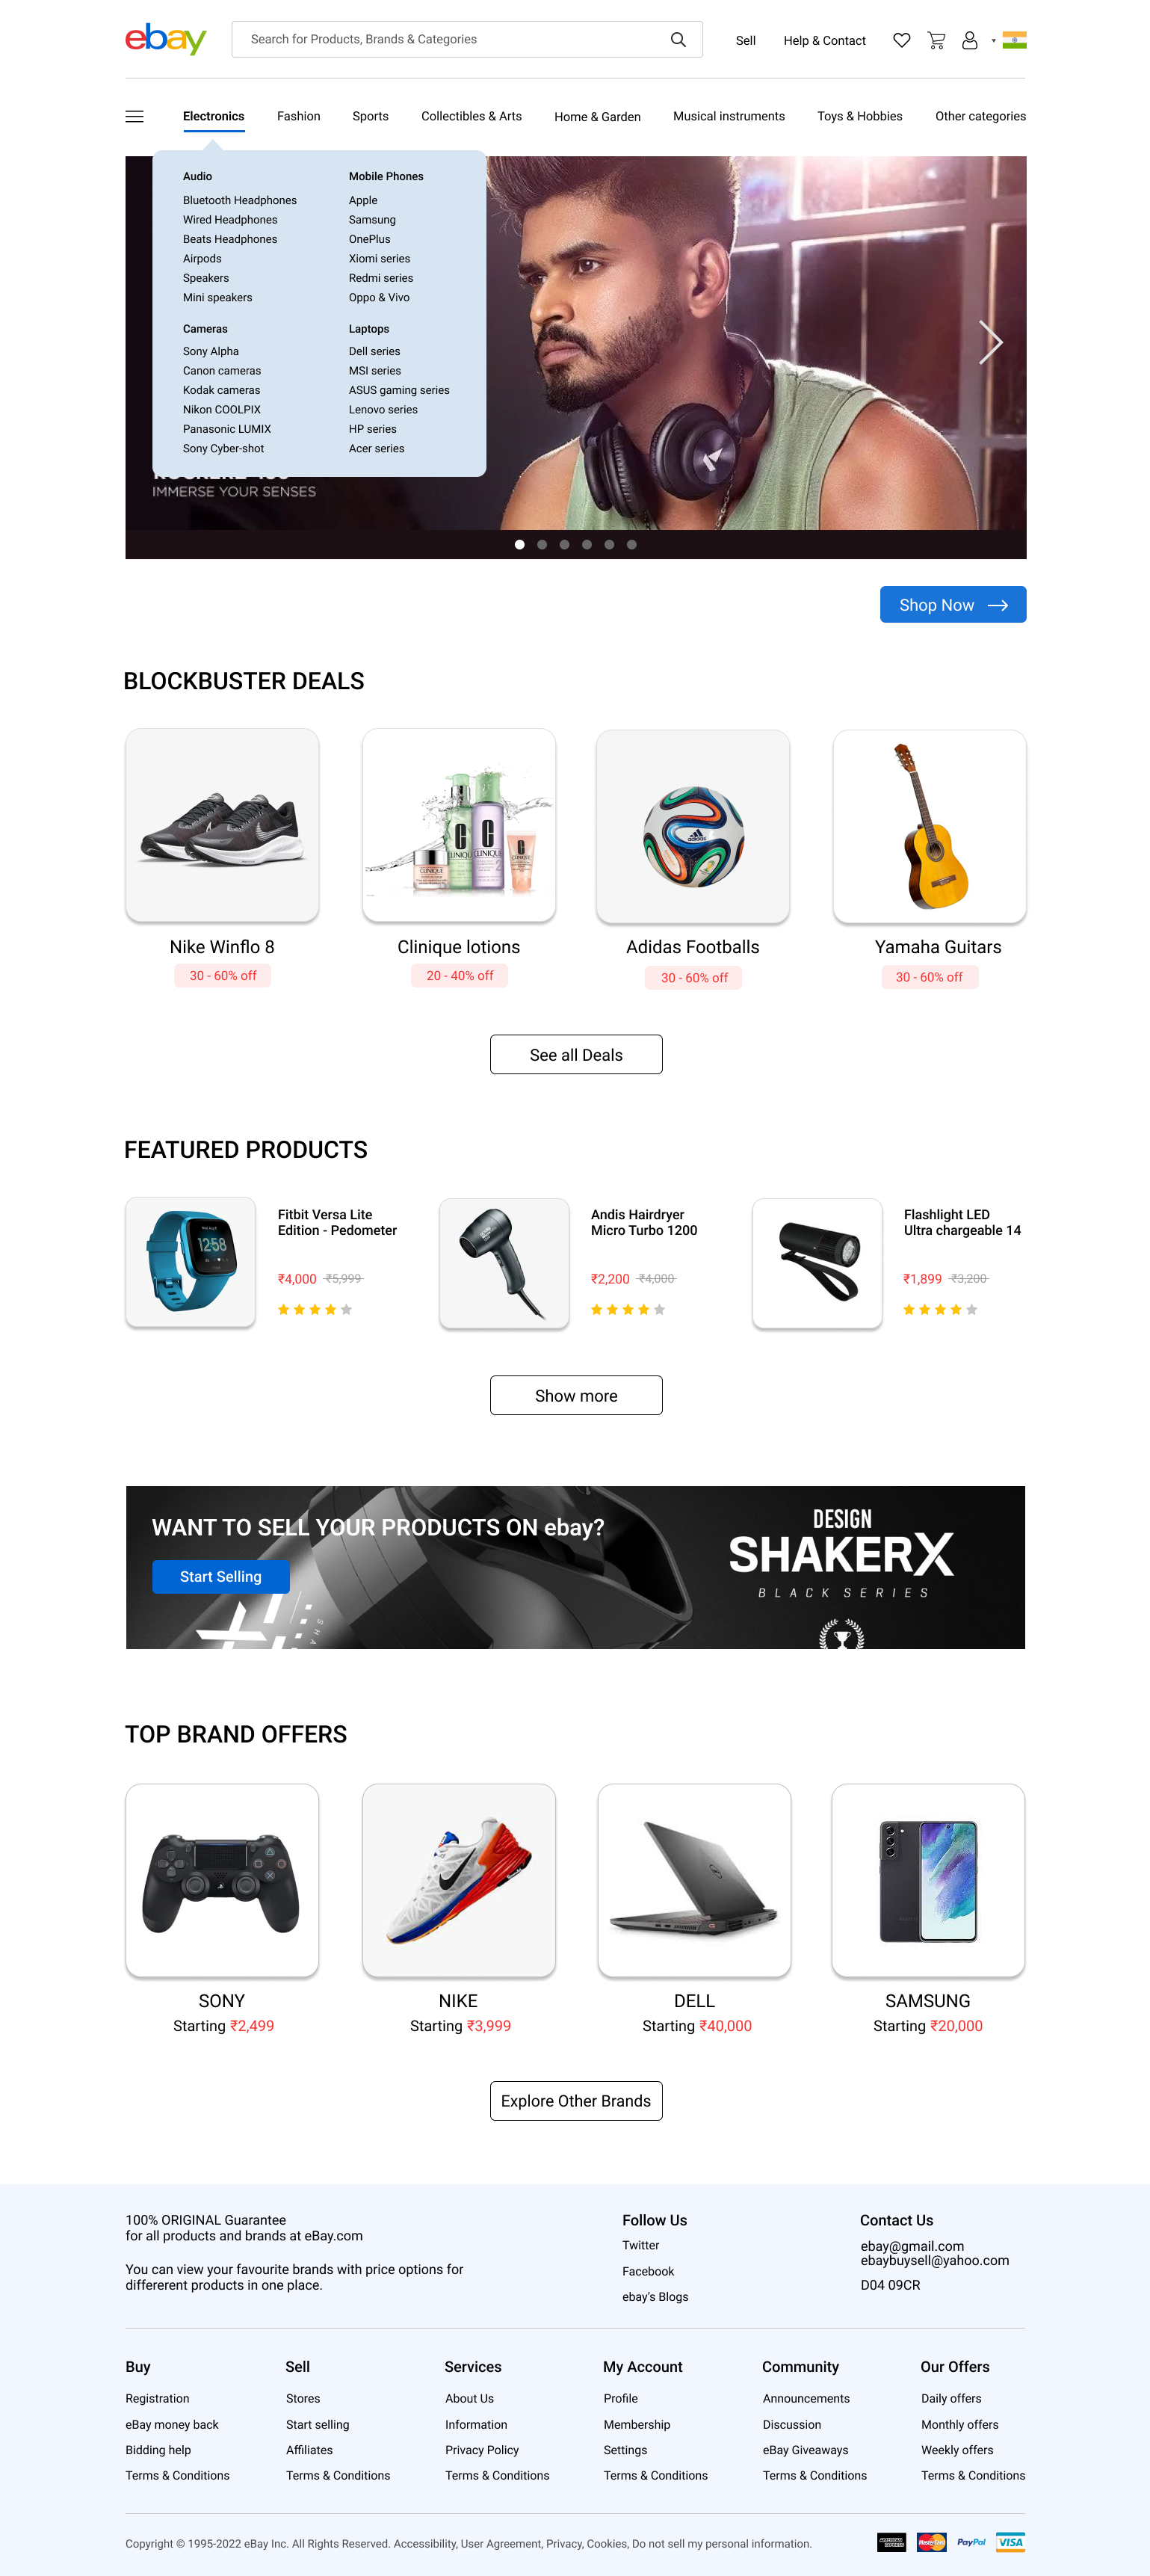 ebay
Search for Products, Brands & Categories
Sell
Help & Contact
Electronics
Fashion
Sports
Collectibles & Arts
Home & Garden
Musical instruments
Toys & Hobbies
Other categories
Audio
Bluetooth Headphones
Wired Headphones
Beats Headphones
Airpods
Speakers
Mini speakers
Mobile Phones
Apple
Samsung
OnePlus
Xiomi series
Redmi series
Oppo & Vivo
Cameras
Sony Alpha
Canon cameras
Kodak cameras
Nikon COOLPIX
Panasonic LUMIX
Sony Cyber-shot
Laptops
Dell series
MSI series
ASUS gaming series
Lenovo series
HP series
Acer series
IMMERSE YOUR SENSES
Shop Now
BLOCKBUSTER DEALS
CLINIQUE
CLINIQUE
adidas
Nike Winflo 8
30 - 60% off
Clinique lotions
20 - 40% off
Adidas Footballs
30 - 60% off
Yamaha Guitars
30 - 60% off
See all Deals
FEATURED PRODUCTS
12:58
Fitbit Versa Lite
Edition - Pedometer
₹4,000 ₹5,999
Andis Hairdryer
Micro Turbo 1200
₹2,200 ₹4,000
Flashlight LED
Ultra chargeable 14
₹1,899 ₹3,200
Show more
WANT TO SELL YOUR PRODUCTS ON ebay?
Start Selling
DESIGN
SHAKERX
BLACK SERIES
SHA
TOP BRAND OFFERS
SONY
Starting ₹2,499
NIKE
Starting ₹3,999
DELL
Starting ₹40,000
SAMSUNG
Starting ₹20,000
Explore Other Brands
100% ORIGINAL Guarantee
for all products and brands at eBay.com
You can view your favourite brands with price options for
differerent products in one place.
Follow Us
Twitter
Facebook
ebay's Blogs
Contact Us
ebay@gmail.com
ebaybuysell@yahoo.com
D04 09CR
Buy
Registration
eBay money back
Bidding help
Terms & Conditions
Sell
Stores
Start selling
Affiliates
Terms & Conditions
Services
About Us
Information
Privacy Policy
Terms & Conditions
My Account
Profile
Membership
Settings
Terms & Conditions
Community
Announcements
Discussion
eBay Giveaways
Terms & Conditions
Our Offers
Daily offers
Monthly offers
Weekly offers
Terms & Conditions
Copyright © 1995-2022 eBay Inc. All Rights Reserved. Accessibility, User Agreement, Privacy, Cookies, Do not sell my personal information.
AMERICAN EXPRESS
MasterCard
PayPal
VISA